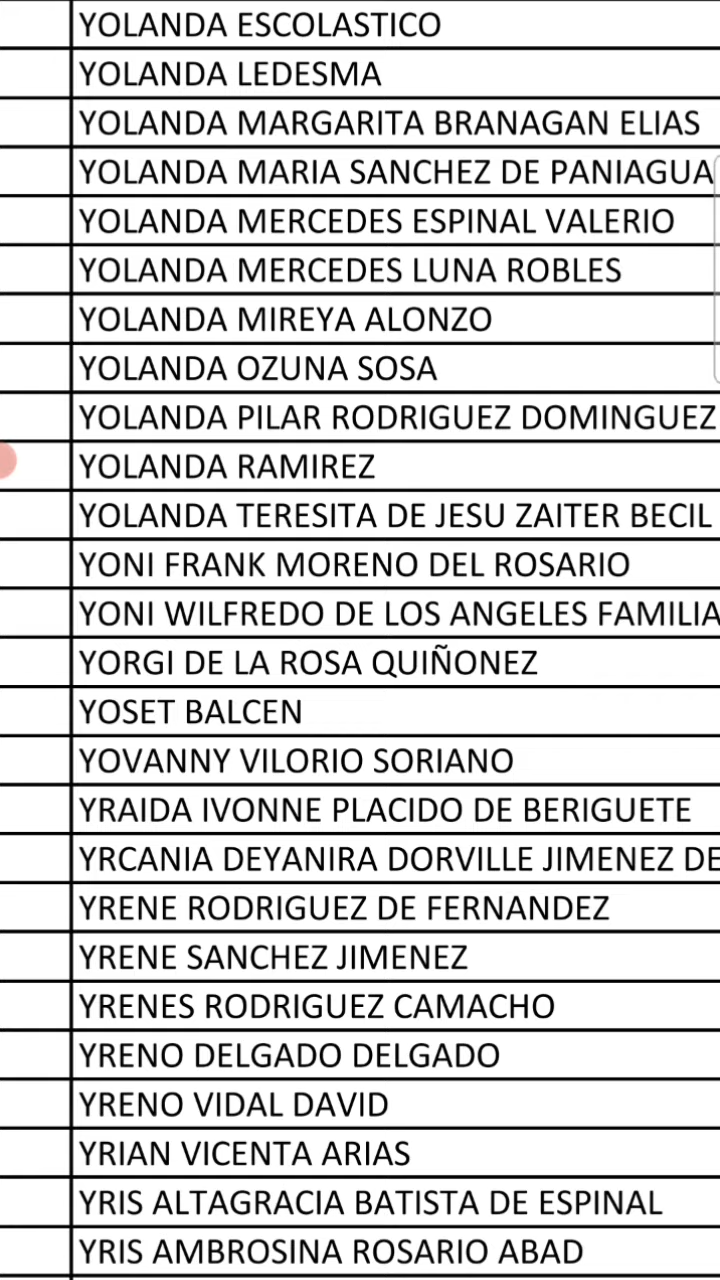 YOLANDA ESCOLASTICO
YOLANDA LEDESMA
YOLANDA MARGARITA BRANAGAN ELIAS
YOLANDA MARIA SANCHEZ DE PANIAGUA
YOLANDA MERCEDES ESPINAL VALERIO
YOLANDA MERCEDES LUNA ROBLES
YOLANDA MIREYA ALONZO
YOLANDA OZUNA SOSA
YOLANDA PILAR RODRIGUEZ DOMINGUEZ
YOLANDA RAMIREZ
YOLANDA TERESITA DE JESU ZAITER BECIL
YONI FRANK MORENO DEL ROSARIO
YONI WILFREDO DE LOS ANGELES FAMILIA
YORGI DE LA ROSA QUIÑONEZ
YOSET BALCEN
YOVANNY VILORIO SORIANO
YRAIDA IVONNE PLACIDO DE BERIGUETE
YRCANIA DEYANIRA DORVILLE JIMENEZ DE
YRENE RODRIGUEZ DE FERNANDEZ
YRENE SANCHEZ JIMENEZ
YRENES RODRIGUEZ CAMACHO
YRENO DELGADO DELGADO
YRENO VIDAL DAVID
YRIAN VICENTA ARIAS
YRIS ALTAGRACIA BATISTA DE ESPINAL
YRIS AMBROSINA ROSARIO ABAD